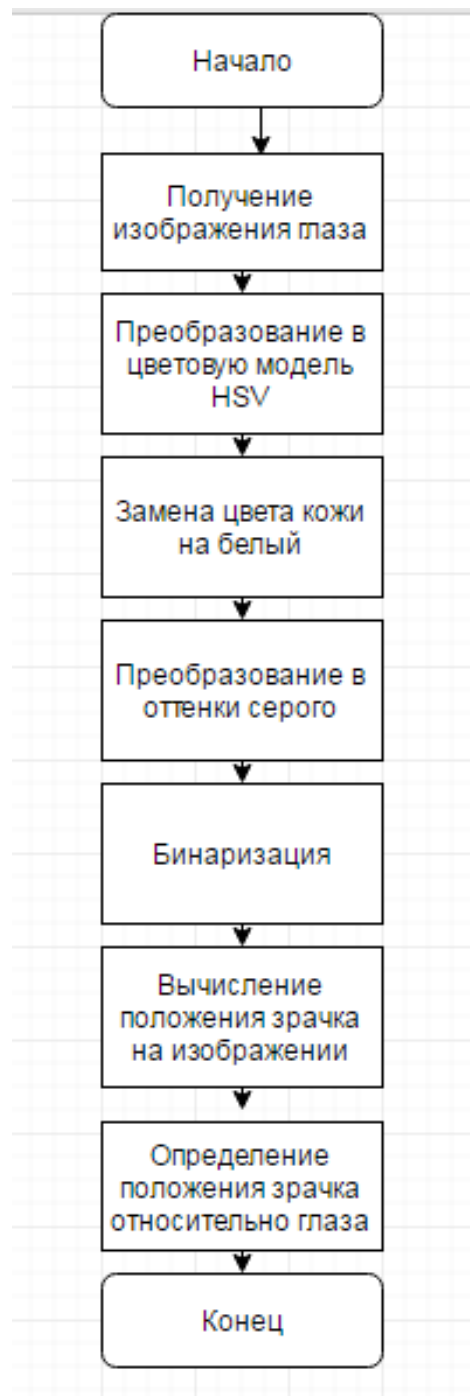 Начало
Получение
изображения глаза
Преобразование в
цветовую модель
HSV
Замена цвета кожи
на белый
Преобразование в
оттенки серого
Бинаризация
Вычисление
положения зрачка
на изображении
Определение
положения зрачка
относительно глаза
Конец